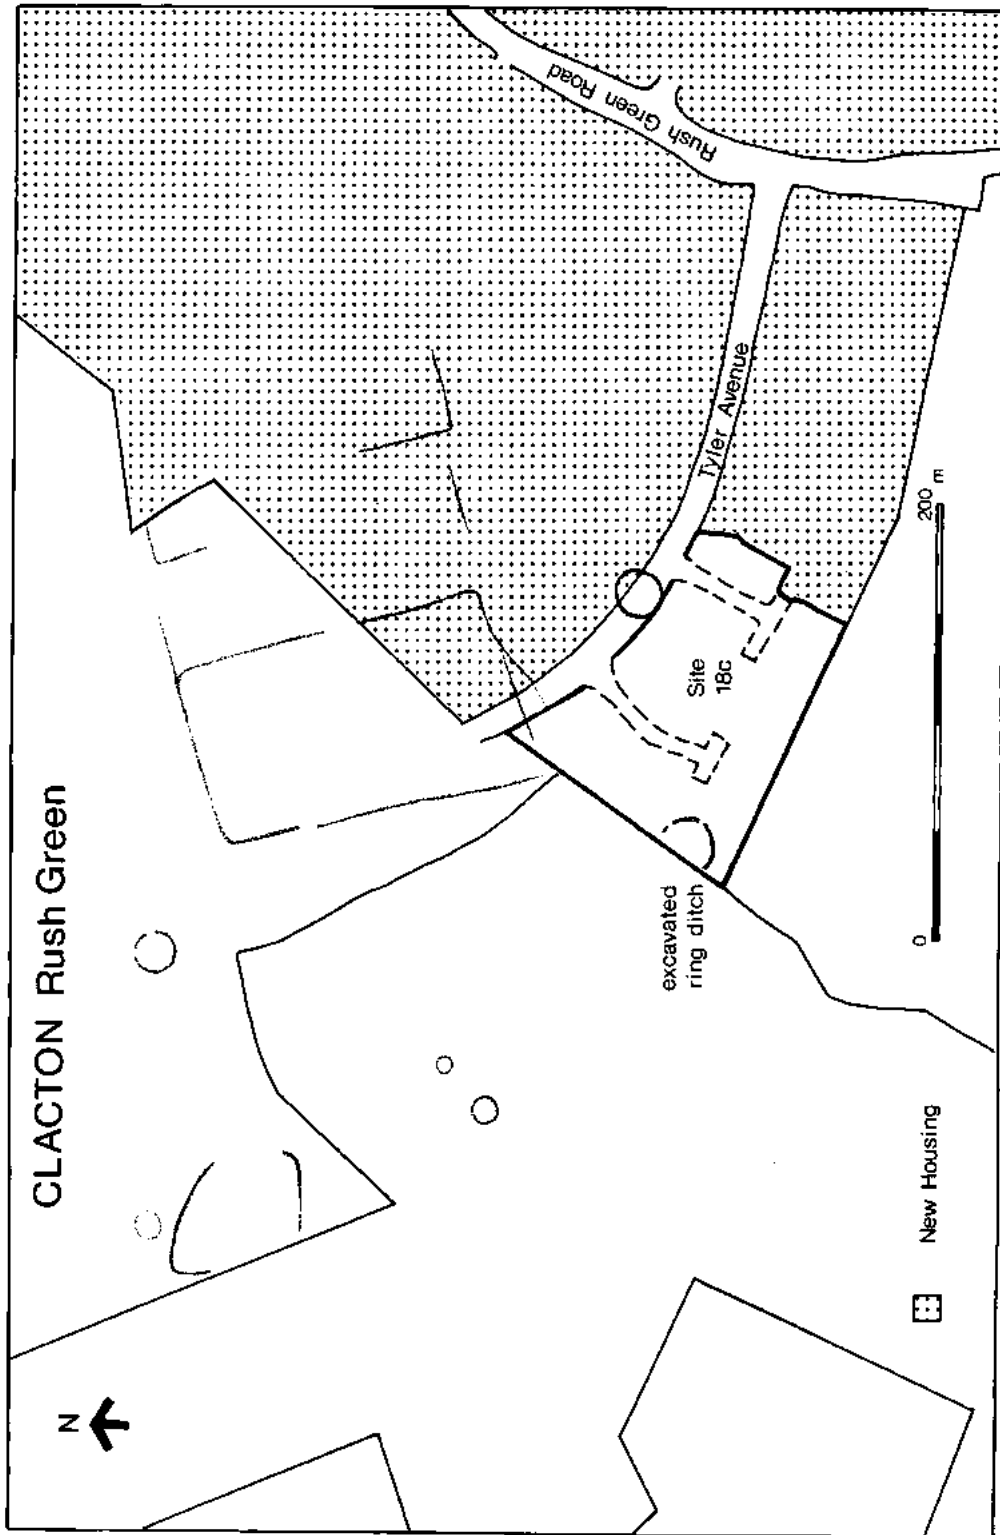 CLACTON Rush Green
N
Rush Green Road
Tyler Avenue
Site
18c
excavated
ring ditch
New Housing
0
200 m